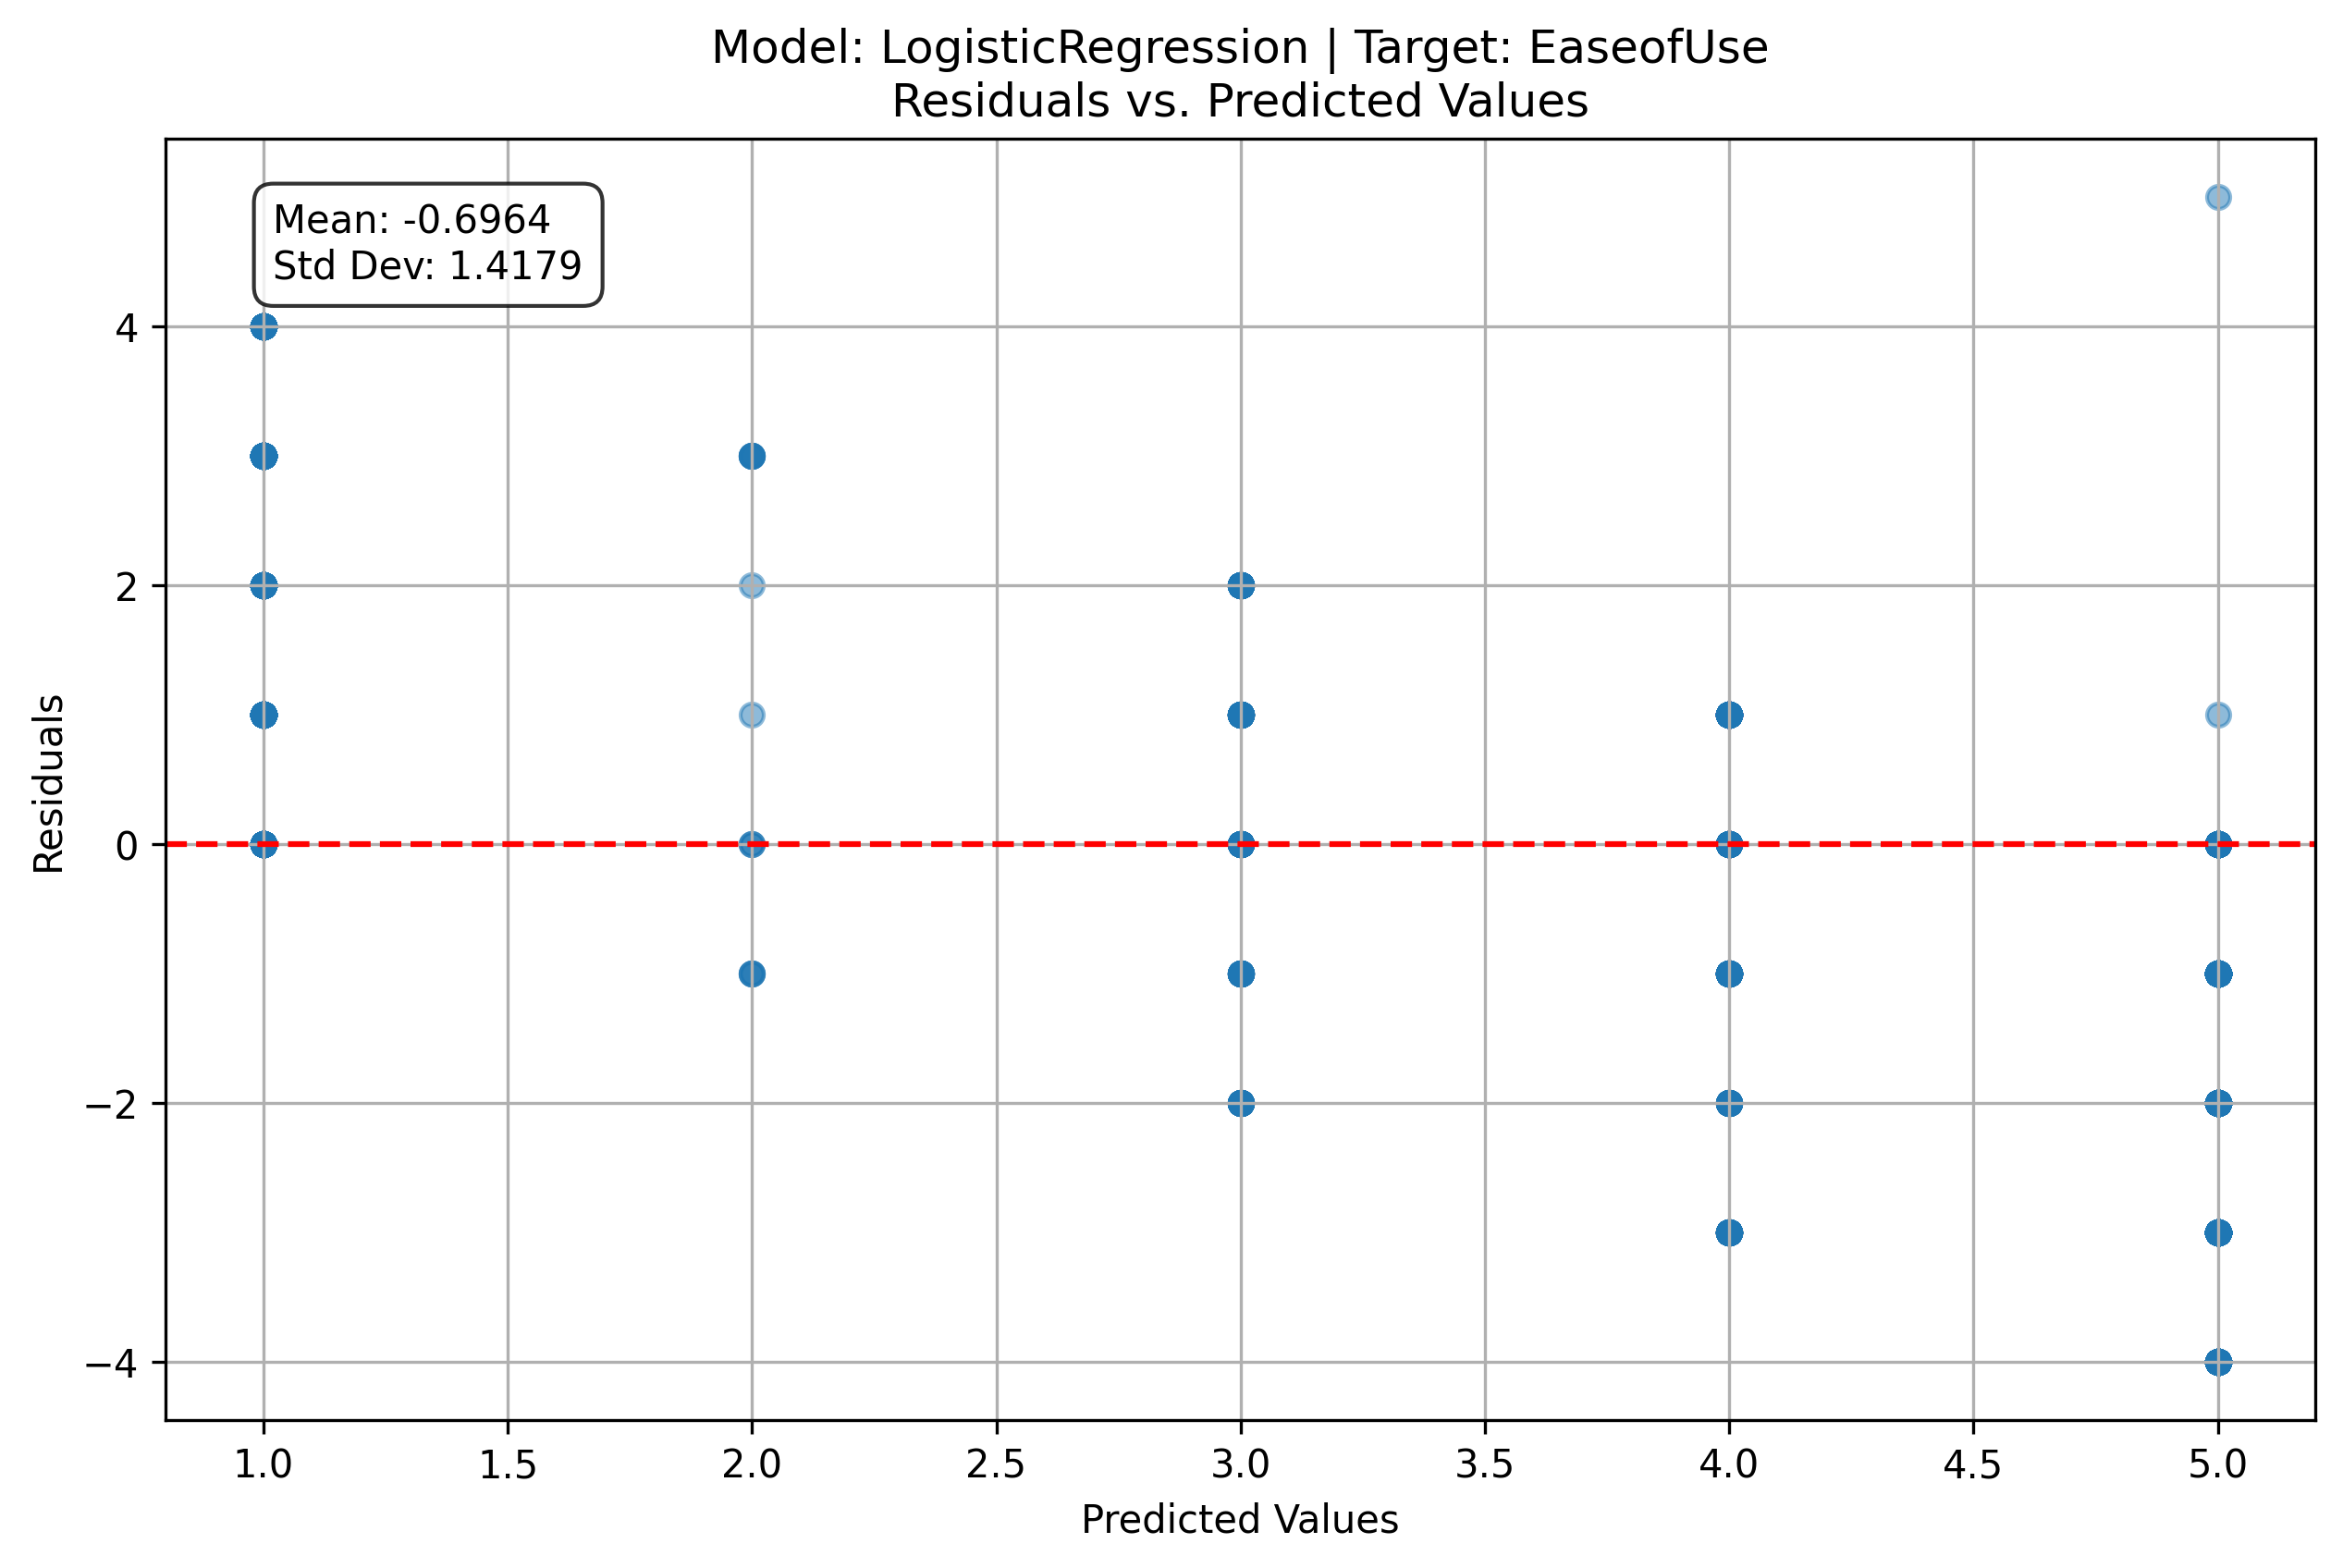 Model: LogisticRegression | Target: EaseofUse
Residuals vs. Predicted Values
Mean: -0.6964
Std Dev: 1.4179
4
2
0
−2
−4
Residuals
1.0 1.5 2.0 2.5 3.0 3.5 4.0 4.5 5.0
Predicted Values